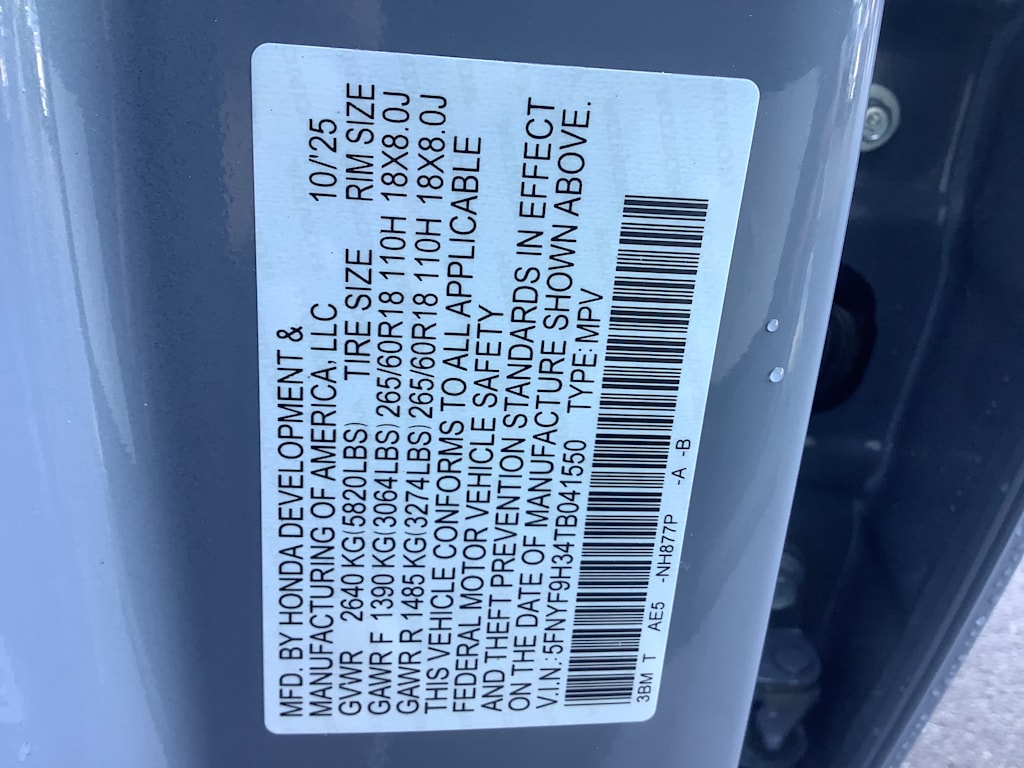 MFD. BY HONDA DEVELOPMENT &
MANUFACTURING OF AMERICA, LLC 10/'25
GVWR 2640 KG(5820LBS) TIRE SIZE RIM SIZE
GAWR F 1390 KG(3064LBS) 265/60R18 110H 18X8.0J
GAWR R 1485 KG(3274LBS) 265/60R18 110H 18X8.0J
THIS VEHICLE CONFORMS TO ALL APPLICABLE
FEDERAL MOTOR VEHICLE SAFETY
AND THEFT PREVENTION STANDARDS IN EFFECT
ON THE DATE OF MANUFACTURE SHOWN ABOVE.
V.I.N.:5FNYF9H34TB041550 TYPE: MPV
3BM T AE5 -NH877P -A -B